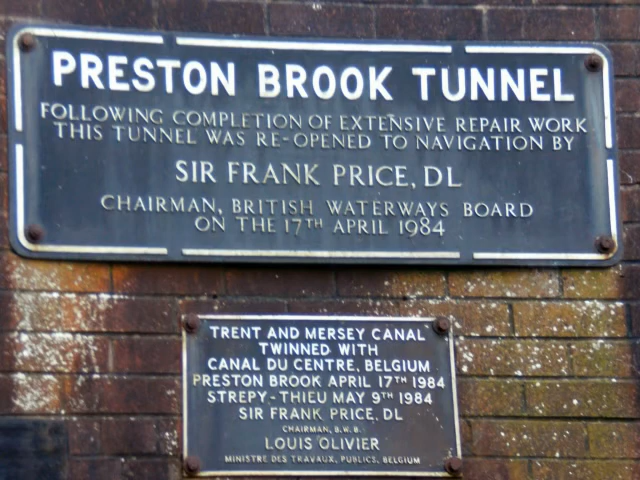 PRESTON BROOK TUNNEL
FOLLOWING COMPLETION OF EXTENSIVE REPAIR WORK
THIS TUNNEL WAS RE-OPENED TO NAVIGATION BY
SIR FRANK PRICE, DL
CHAIRMAN, BRITISH WATERWAYS BOARD
ON THE 17TH APRIL 1984
TRENT AND MERSEY CANAL
TWINNED WITH
CANAL DU CENTRE, BELGIUM
PRESTON BROOK APRIL 17TH 1984
STREPY-THIEU MAY 9TH 1984
SIR FRANK PRICE, DL
CHAIRMAN, B.W.B.
LOUIS OLIVIER
MINISTRE DES TRAVAUX, PUBLICS, BELGIUM